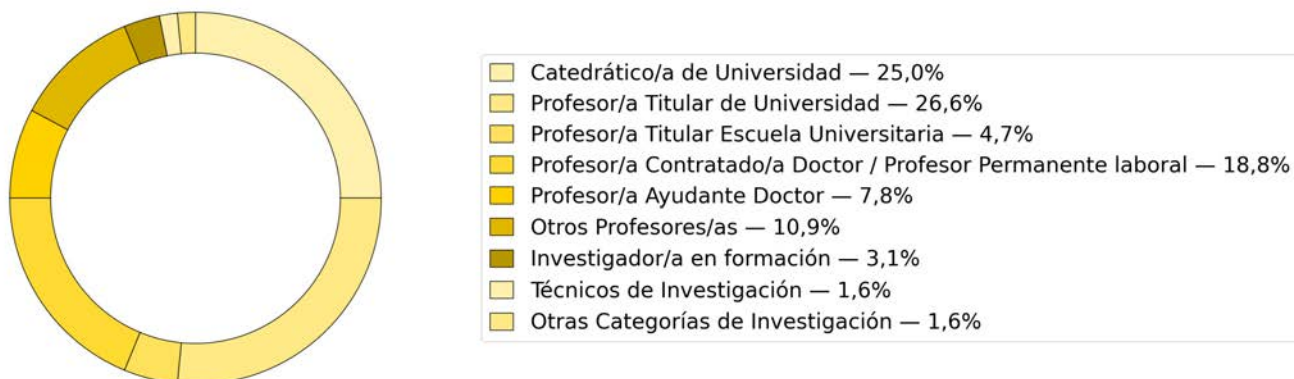 Catedrático/a de Universidad — 25,0%
Profesor/a Titular de Universidad — 26,6%
Profesor/a Titular Escuela Universitaria — 4,7%
Profesor/a Contratado/a Doctor / Profesor Permanente laboral — 18,8%
Profesor/a Ayudante Doctor — 7,8%
Otros Profesores/as — 10,9%
Investigador/a en formación — 3,1%
Técnicos de Investigación — 1,6%
Otras Categorías de Investigación — 1,6%